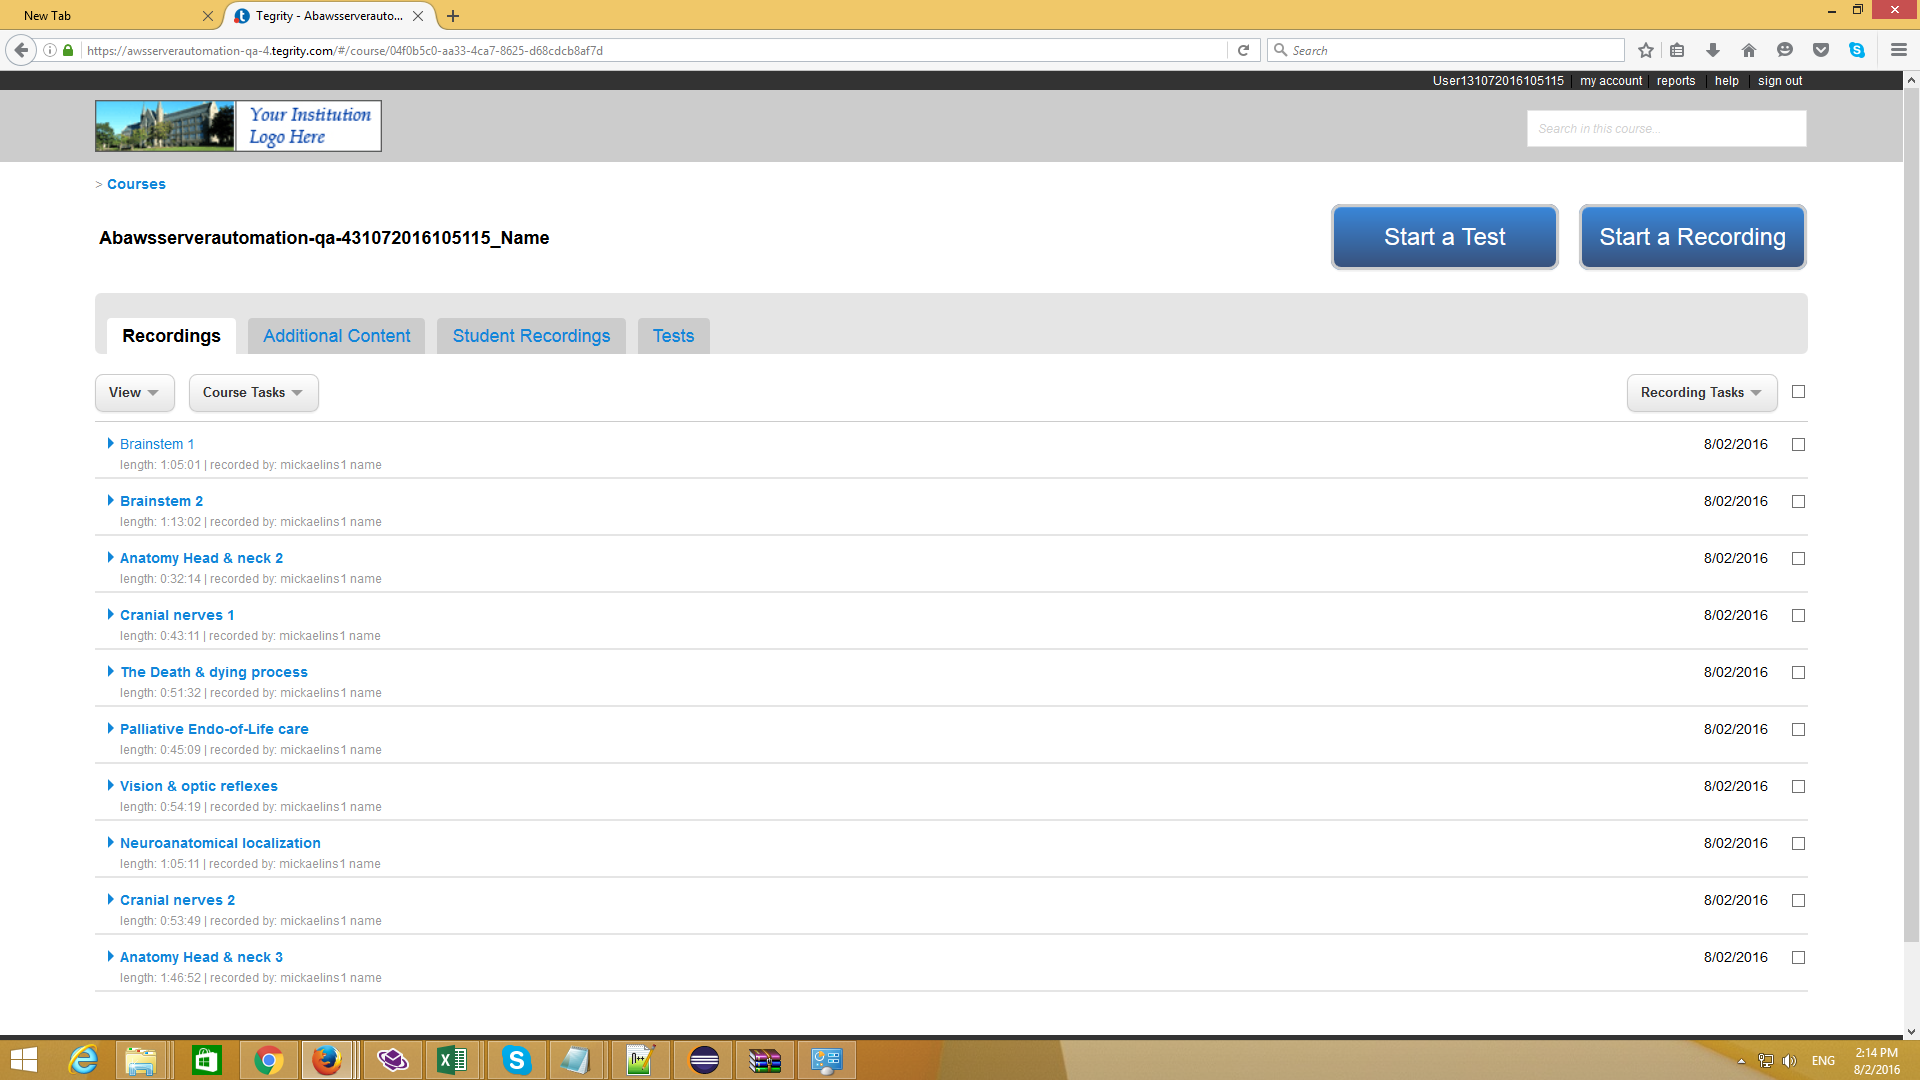 New Tab
Tegrity - Abawsserverauto...
https://awsserverautomation-qa-4.tegrity.com/#/course/04f0b5c0-aa33-4ca7-8625-d68cdcb8af7d
Search
User131072016105115 | my account | reports | help | sign out
Your Institution
Logo Here
Search in this course...
> Courses
Abawsserverautomation-qa-431072016105115_Name
Start a Test
Start a Recording
Recordings
Additional Content
Student Recordings
Tests
View
Course Tasks
Recording Tasks
Brainstem 1
8/02/2016
length: 1:05:01 | recorded by: mickaelins1 name
Brainstem 2
8/02/2016
length: 1:13:02 | recorded by: mickaelins1 name
Anatomy Head & neck 2
8/02/2016
length: 0:32:14 | recorded by: mickaelins1 name
Cranial nerves 1
8/02/2016
length: 0:43:11 | recorded by: mickaelins1 name
The Death & dying process
8/02/2016
length: 0:51:32 | recorded by: mickaelins1 name
Palliative Endo-of-Life care
8/02/2016
length: 0:45:09 | recorded by: mickaelins1 name
Vision & optic reflexes
8/02/2016
length: 0:54:19 | recorded by: mickaelins1 name
Neuroanatomical localization
8/02/2016
length: 1:05:11 | recorded by: mickaelins1 name
Cranial nerves 2
8/02/2016
length: 0:53:49 | recorded by: mickaelins1 name
Anatomy Head & neck 3
8/02/2016
length: 1:46:52 | recorded by: mickaelins1 name
ENG
2:14 PM
8/2/2016